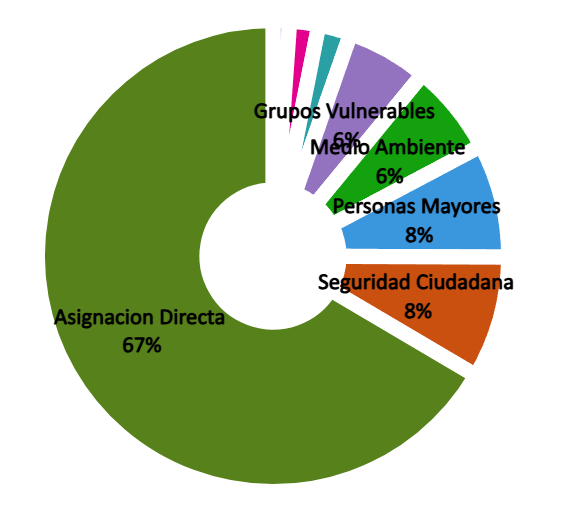 Grupos Vulnerables
6%
Medio Ambiente
6%
Personas Mayores
8%
Seguridad Ciudadana
8%
Asignacion Directa
67%